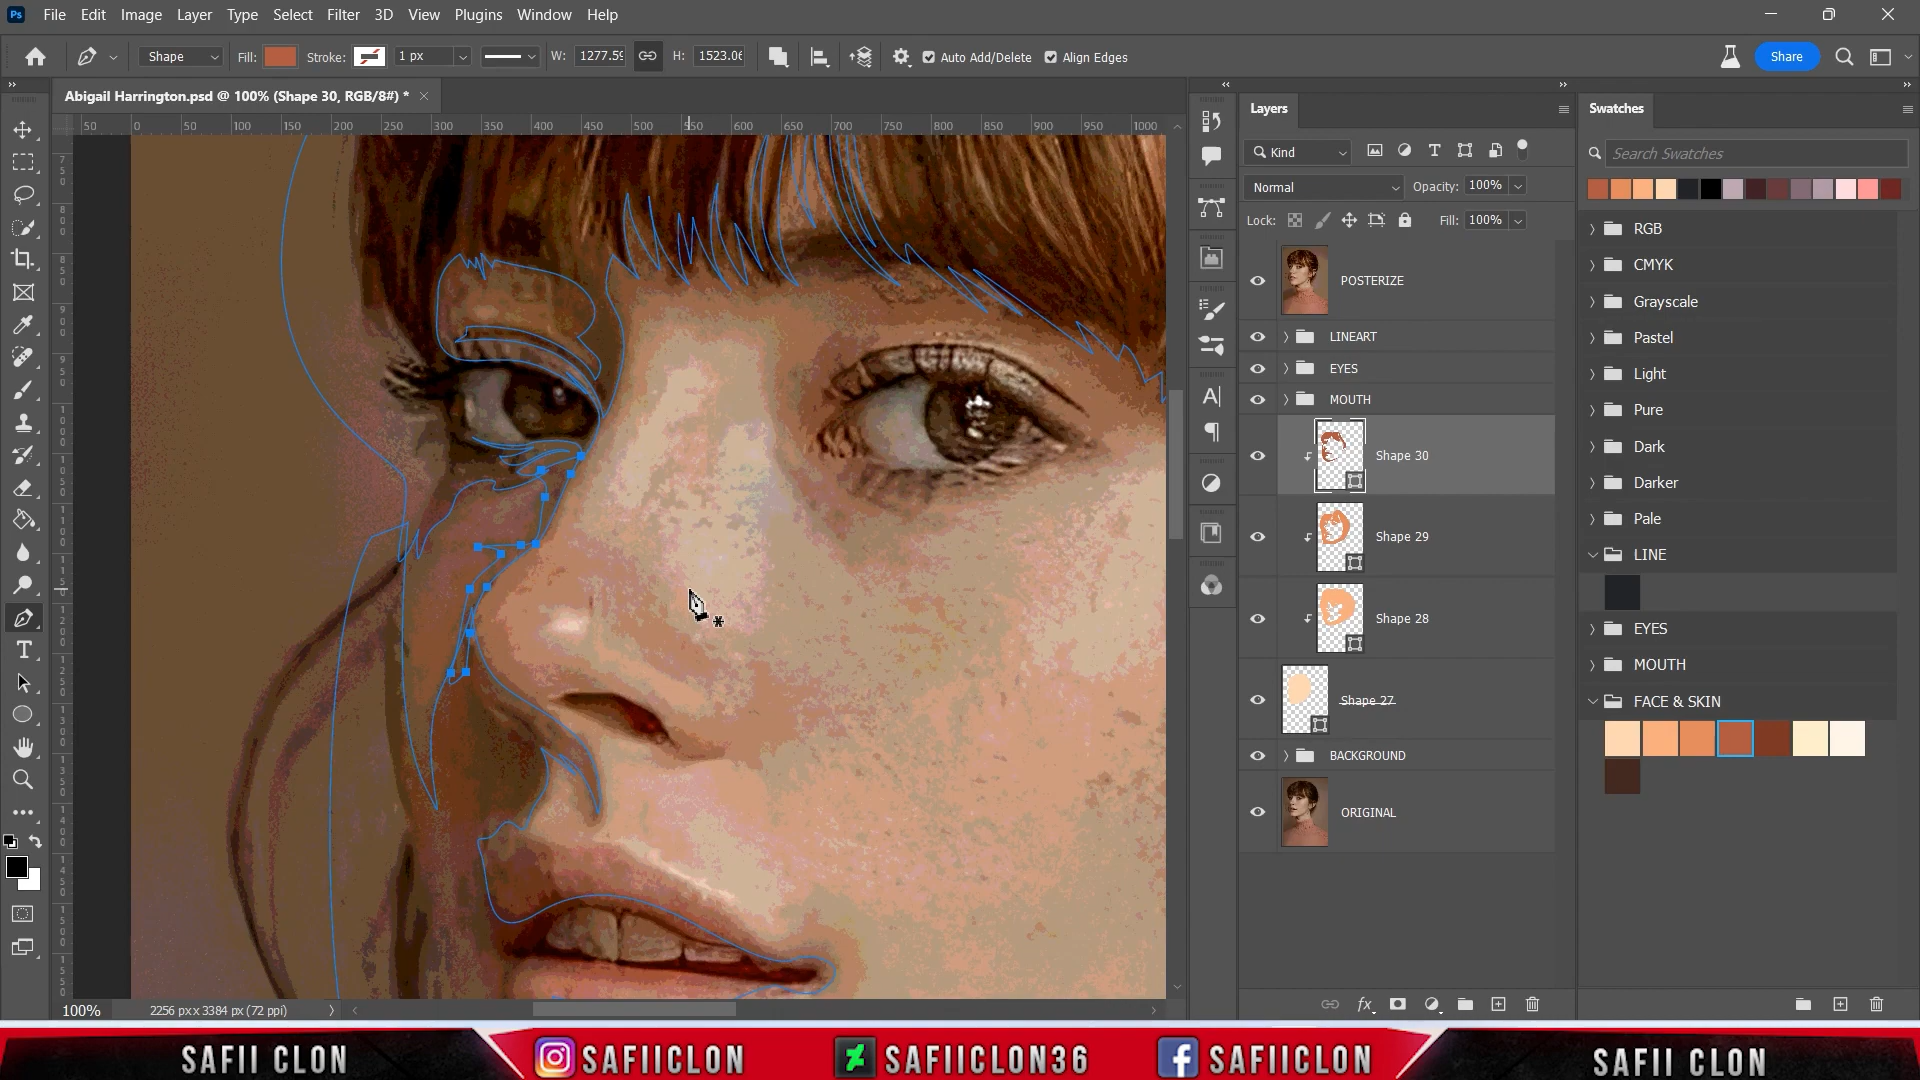 Ps File Edit Image Layer Type Select Filter 3D View Plugins Window Help
Shape Fill: Stroke: 1 px W: 1277.59 H: 1523.06 Auto Add/Delete Align Edges Share
Abigail Harrington.psd @ 100% (Shape 30, RGB/8#) *
50 0 50 100 150 200 250 300 350 400 450 500 550 600 650 700 750 800 850 900 950 1000
Layers
Kind
Normal Opacity: 100%
Lock: Fill: 100%
POSTERIZE
LINEART
EYES
MOUTH
Shape 30
Shape 29
Shape 28
Shape 27
BACKGROUND
ORIGINAL
Swatches
Search Swatches
RGB
CMYK
Grayscale
Pastel
Light
Pure
Dark
Darker
Pale
LINE
EYES
MOUTH
FACE & SKIN
100% 2256 px x 3384 px (72 ppi)
SAFII CLON SAFIICLON SAFIICLON36 SAFIICLON SAFII CLON